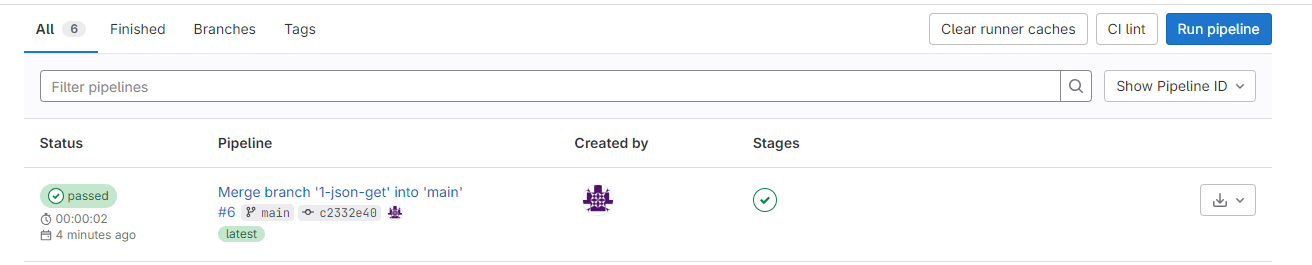 All 6 Finished Branches Tags Clear runner caches CI lint Run pipeline
Filter pipelines Show Pipeline ID
Status Pipeline Created by Stages
passed
00:00:02
4 minutes ago
Merge branch '1-json-get' into 'main'
#6 main c2332e40
latest